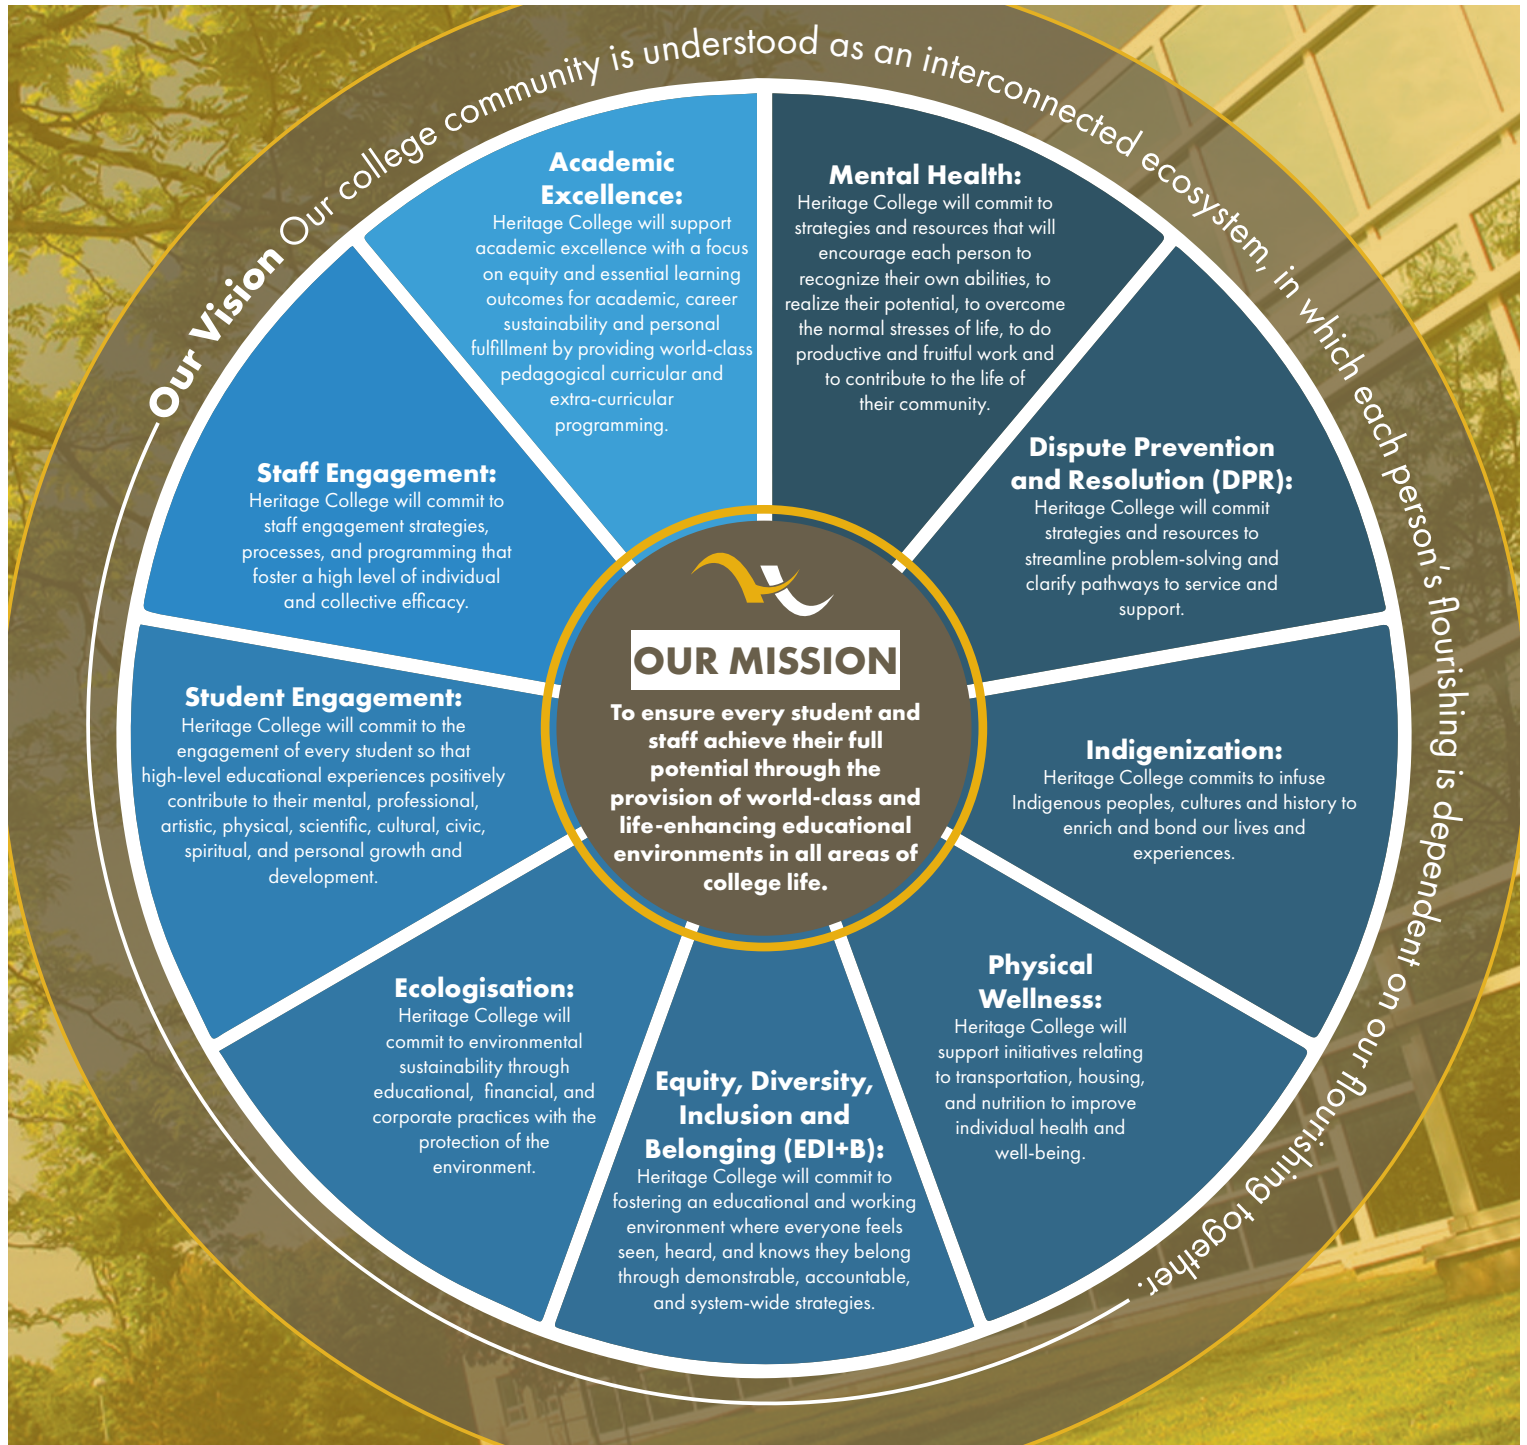 Our Vision Our college community is understood as an interconnected ecosystem, in which each person's flourishing is dependent on our flourishing together.
Academic
Excellence:
Heritage College will support
academic excellence with a focus
on equity and essential learning
outcomes for academic, career
sustainability and personal
fulfillment by providing world-class
pedagogical curricular and
extra-curricular
programming.
Mental Health:
Heritage College will commit to
strategies and resources that will
encourage each person to
recognize their own abilities, to
realize their potential, to overcome
the normal stresses of life, to do
productive and fruitful work and
to contribute to the life of
their community.
Dispute Prevention
and Resolution (DPR):
Heritage College will commit
strategies and resources to
streamline problem-solving and
clarify pathways to service and
support.
Indigenization:
Heritage College commits to infuse
Indigenous peoples, cultures and history to
enrich and bond our lives and
experiences.
Physical
Wellness:
Heritage College will
support initiatives relating
to transportation, housing,
and nutrition to improve
individual health and
well-being.
Equity, Diversity,
Inclusion and
Belonging (EDI+B):
Heritage College will commit to
fostering an educational and working
environment where everyone feels
seen, heard, and knows they belong
through demonstrable, accountable,
and system-wide strategies.
Ecologisation:
Heritage College will
commit to environmental
sustainability through
educational, financial, and
corporate practices with the
protection of the
environment.
Student Engagement:
Heritage College will commit to the
engagement of every student so that
high-level educational experiences positively
contribute to their mental, professional,
artistic, physical, scientific, cultural, civic,
spiritual, and personal growth and
development.
Staff Engagement:
Heritage College will commit to
staff engagement strategies,
processes, and programming that
foster a high level of individual
and collective efficacy.
OUR MISSION
To ensure every student and
staff achieve their full
potential through the
provision of world-class and
life-enhancing educational
environments in all areas of
college life.